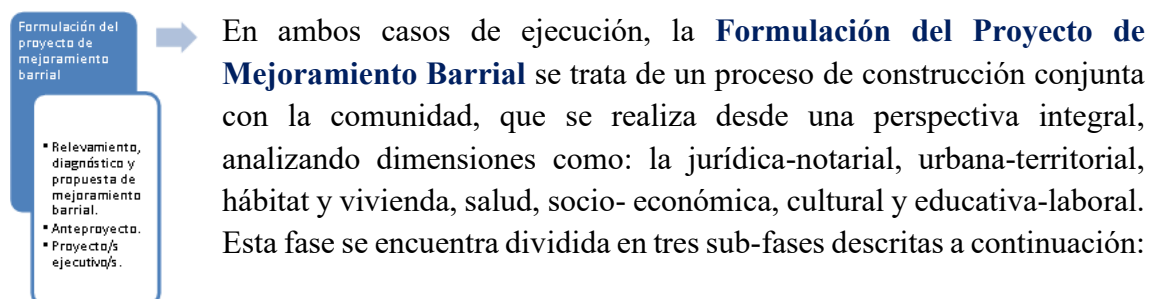 Formulación del
proyecto de
mejoramiento
barrial
▪ Relevamiento,
diagnóstico y
propuesta de
mejoramiento
barrial.
▪ Anteproyecto.
▪ Proyecto/s
ejecutivo/s.
En ambos casos de ejecución, la Formulación del Proyecto de
Mejoramiento Barrial se trata de un proceso de construcción conjunta
con la comunidad, que se realiza desde una perspectiva integral,
analizando dimensiones como: la jurídica-notarial, urbana-territorial,
hábitat y vivienda, salud, socio- económica, cultural y educativa-laboral.
Esta fase se encuentra dividida en tres sub-fases descritas a continuación: